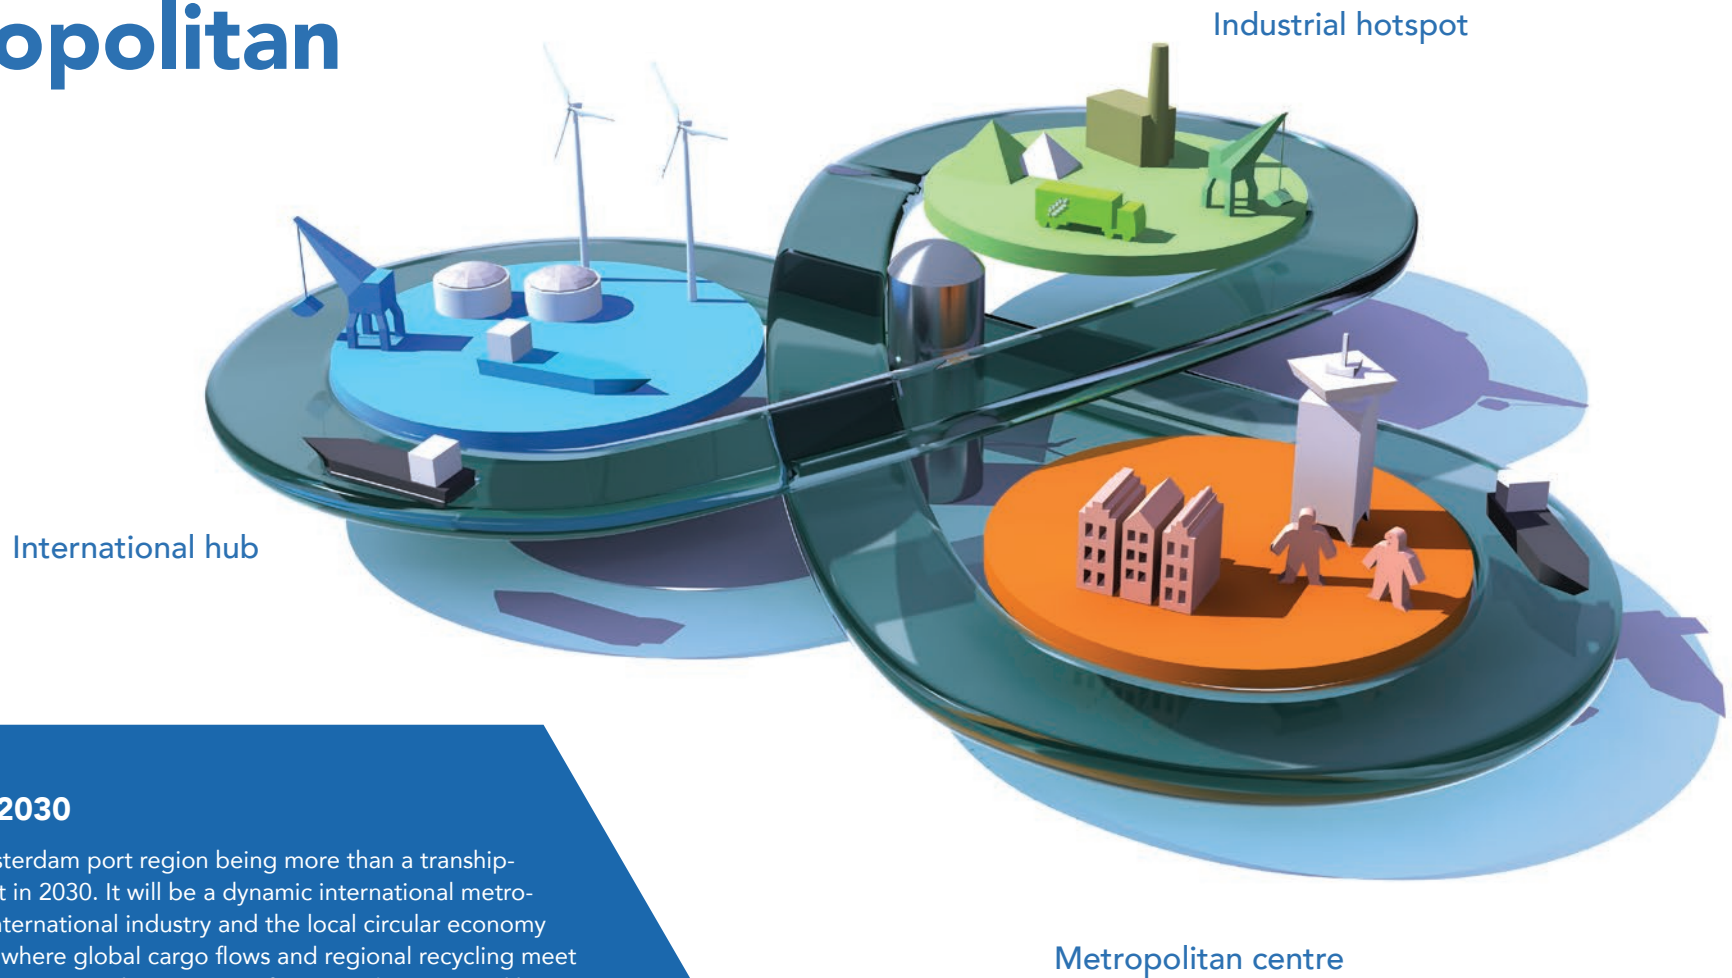 opolitan
Industrial hotspot
International hub
2030
sterdam port region being more than a tranship-
t in 2030. It will be a dynamic international metro-
nternational industry and the local circular economy
where global cargo flows and regional recycling meet
Metropolitan centre